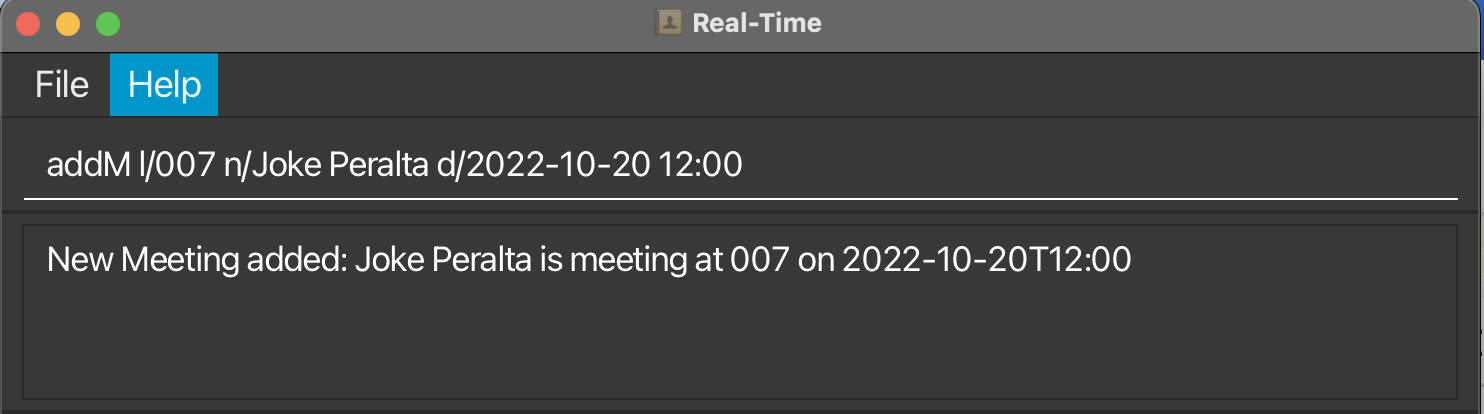 Real-Time
File Help
addM l/007 n/Joke Peralta d/2022-10-20 12:00
New Meeting added: Joke Peralta is meeting at 007 on 2022-10-20T12:00